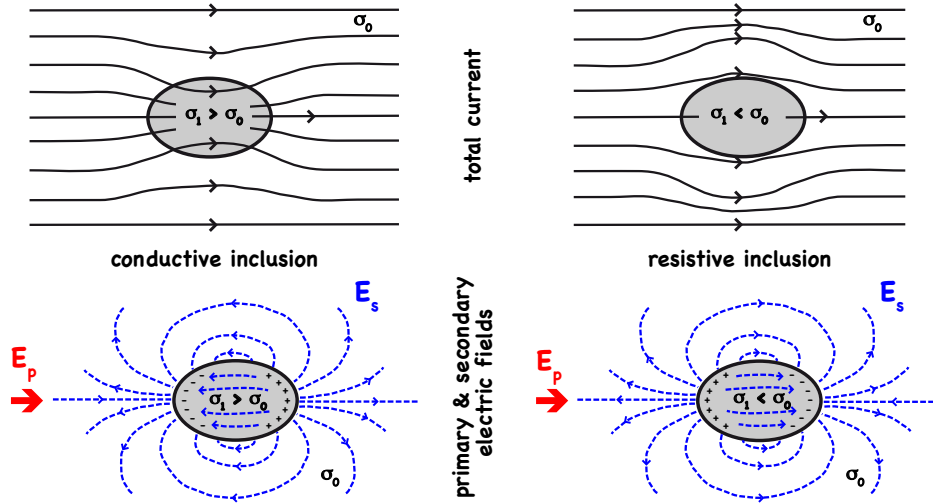 σ₀
σ₁ > σ₀
total current
σ₀
σ₁ < σ₀
conductive inclusion
resistive inclusion
Eₚ
Eₛ
- - - -
σ₁ > σ₀
+ + + + + + + +
σ₀
primary & secondary
electric fields
Eₚ
Eₛ
+ + + + + + + +
σ₁ < σ₀
- - - -
σ₀